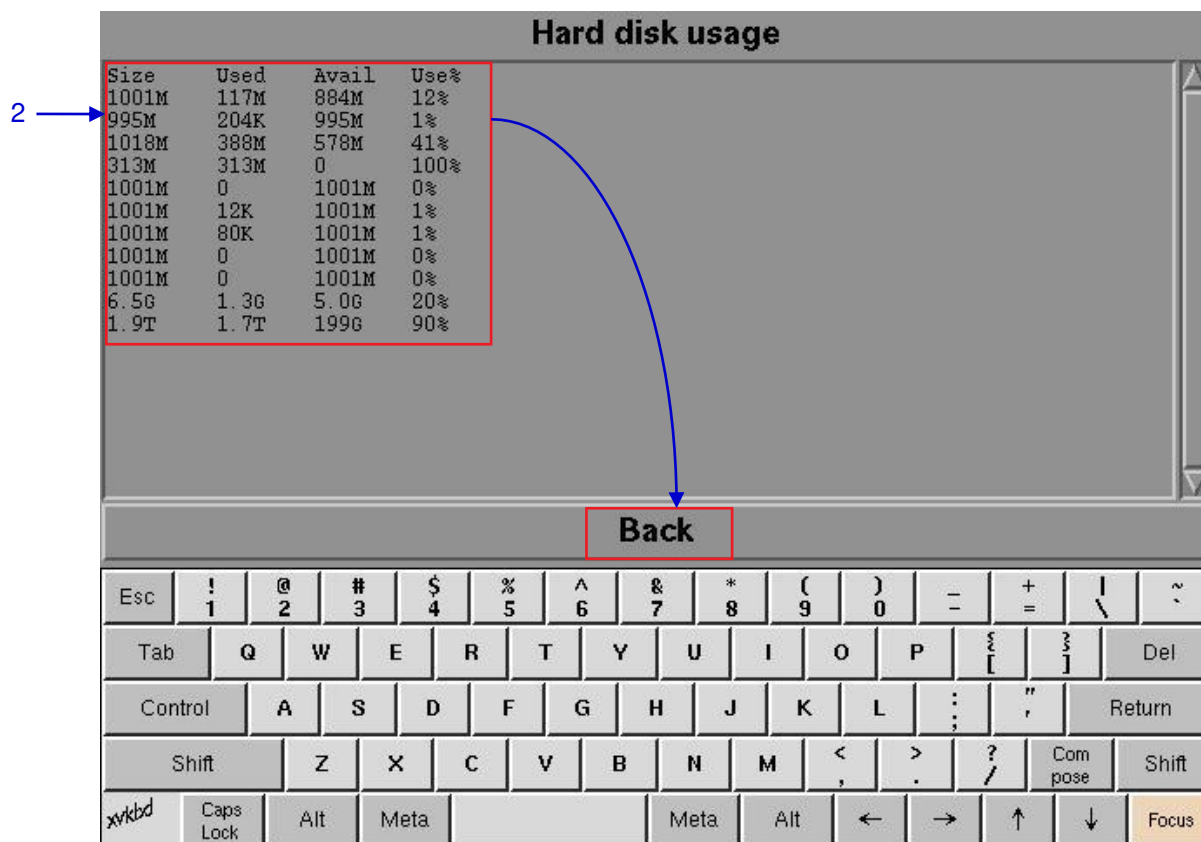 Hard disk usage
Size Used Avail Use%
1001M 117M 884M 12%
2
995M 204K 995M 1%
1018M 388M 578M 41%
313M 313M 0 100%
1001M 0 1001M 0%
1001M 12K 1001M 1%
1001M 80K 1001M 1%
1001M 0 1001M 0%
1001M 0 1001M 0%
6.5G 1.3G 5.0G 20%
1.9T 1.7T 199G 90%
Back
Esc ! 1 @ 2 # 3 $ 4 % 5 ^ 6 & 7 * 8 ( 9 ) 0 _ - + = | \ ~ `
Tab Q W E R T Y U I O P { [ } ] Del
Control A S D F G H J K L : ; " ' Return
Shift Z X C V B N M < , > . ? / Com pose Shift
xvkbd Caps Lock Alt Meta Meta Alt ← → ↑ ↓ Focus